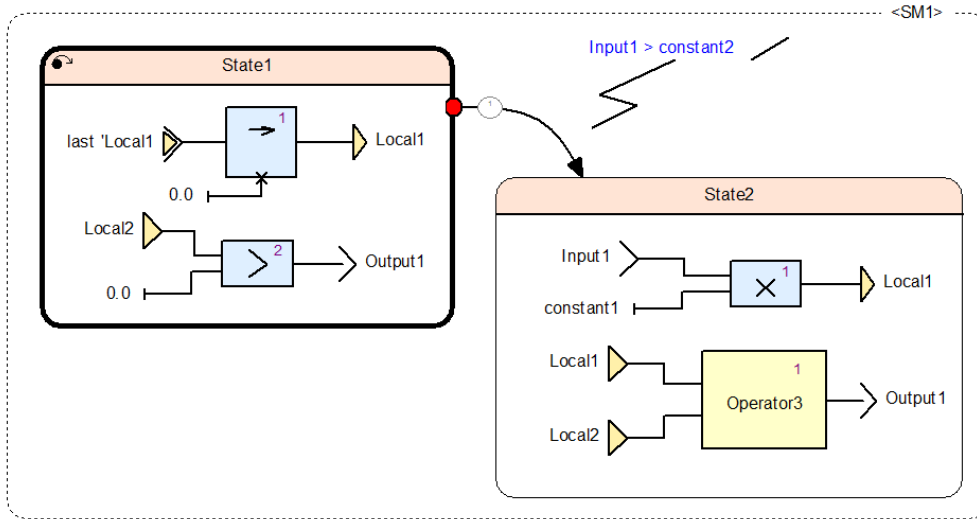 <SM1>
Input1 > constant2
State1
1
last 'Local1
Local1
0.0
Local2
2
Output1
0.0
1
State2
Input1
1
Local1
constant1
Local1
1
Operator3
Output1
Local2